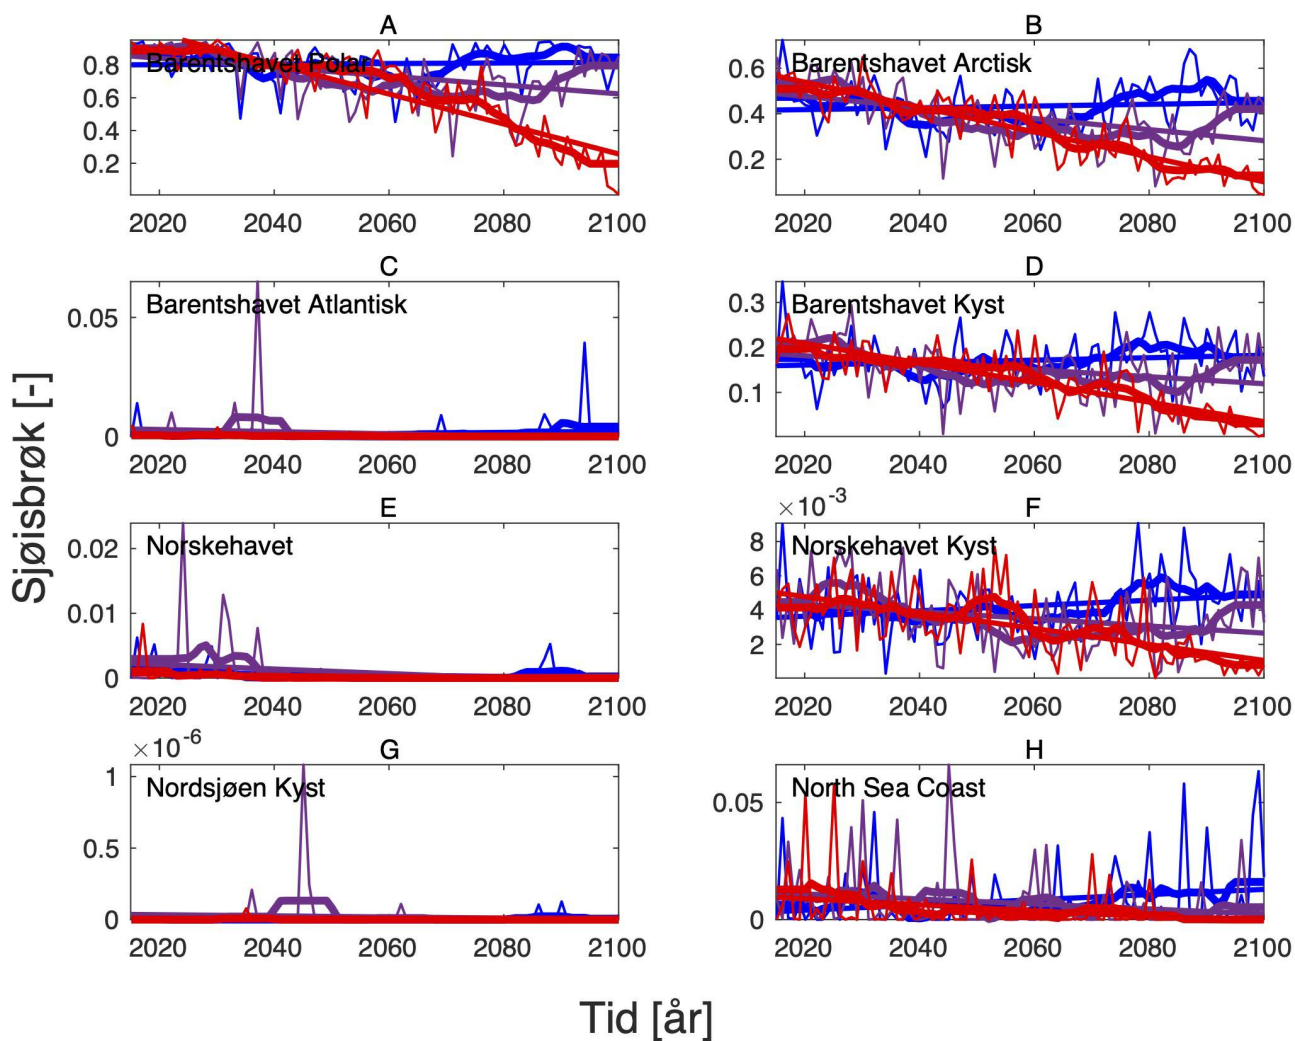 A
B
0.8
0.6
0.4
0.2
Barentshavet Polar
2020 2040 2060 2080 2100
0.6
0.4
0.2
Barentshavet Arctisk
2020 2040 2060 2080 2100
C
D
0.05
0
Barentshavet Atlantisk
2020 2040 2060 2080 2100
0.3
0.2
0.1
Barentshavet Kyst
2020 2040 2060 2080 2100
Sjøisbrøk [-]
E
F
0.02
0.01
0
Norskehavet
2020 2040 2060 2080 2100
×10-3
8
6
4
2
Norskehavet Kyst
2020 2040 2060 2080 2100
G
H
×10-6
1
0.5
0
Nordsjøen Kyst
2020 2040 2060 2080 2100
0.05
0
North Sea Coast
2020 2040 2060 2080 2100
Tid [år]